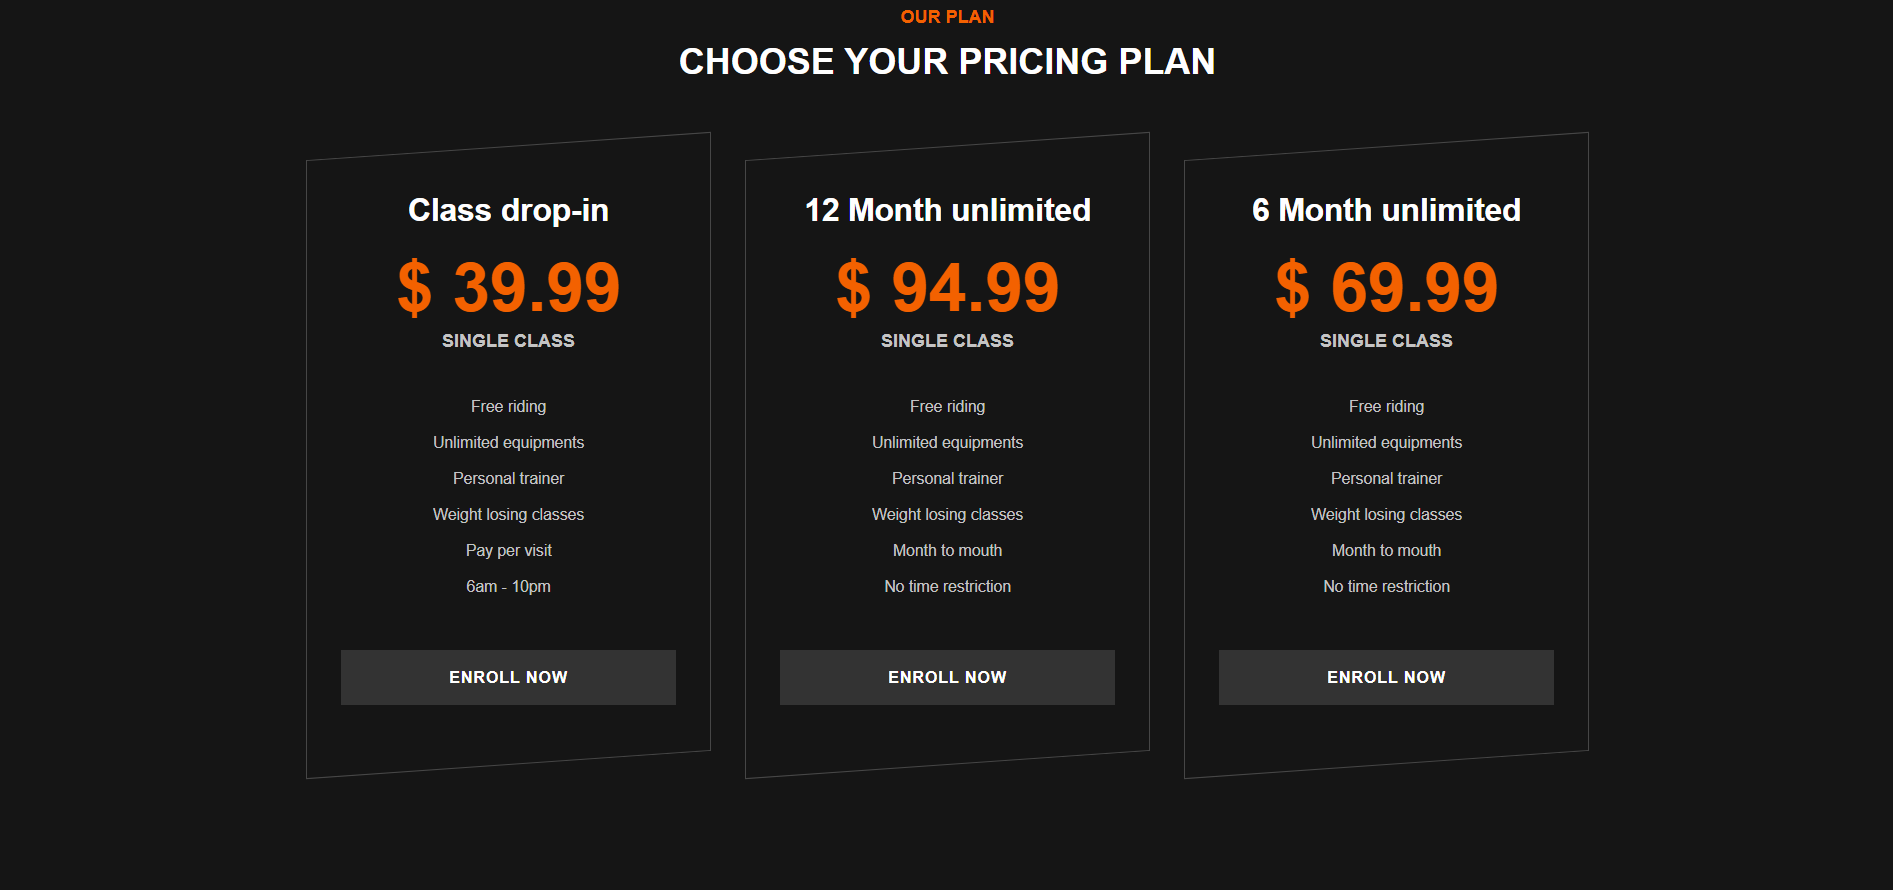 OUR PLAN
CHOOSE YOUR PRICING PLAN
Class drop-in
$ 39.99
SINGLE CLASS
Free riding
Unlimited equipments
Personal trainer
Weight losing classes
Pay per visit
6am - 10pm
ENROLL NOW
12 Month unlimited
$ 94.99
SINGLE CLASS
Free riding
Unlimited equipments
Personal trainer
Weight losing classes
Month to mouth
No time restriction
ENROLL NOW
6 Month unlimited
$ 69.99
SINGLE CLASS
Free riding
Unlimited equipments
Personal trainer
Weight losing classes
Month to mouth
No time restriction
ENROLL NOW